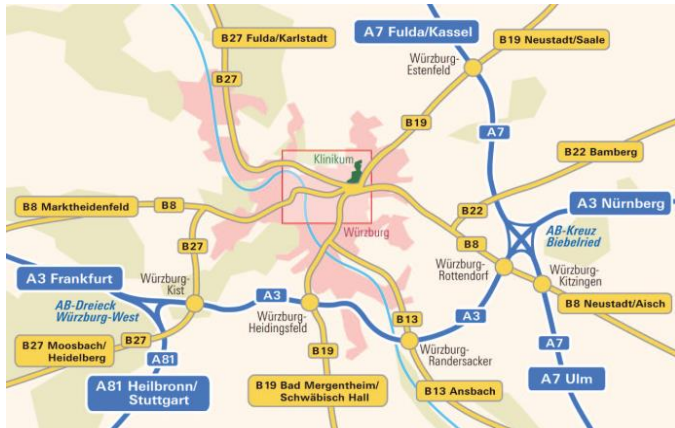 B27 Fulda/Karlstadt
A7 Fulda/Kassel
B19 Neustadt/Saale
Würzburg-
Estenfeld
B27
B19
A7
B22 Bamberg
Klinikum
B8 Marktheidenfeld
B8
B22
A3 Nürnberg
Würzburg
AB-Kreuz
Biebelried
B27
B8
A3 Frankfurt
Würzburg-
Kist
Würzburg-
Rottendorf
Würzburg-
Kitzingen
AB-Dreieck
Würzburg-West
A3
Würzburg-
Heidingsfeld
B13
A3
B8 Neustadt/Aisch
B27 Moosbach/
Heidelberg
B27
A81
B19
Würzburg-
Randersacker
A7
A81 Heilbronn/
Stuttgart
B19 Bad Mergentheim/
Schwäbisch Hall
B13 Ansbach
A7 Ulm